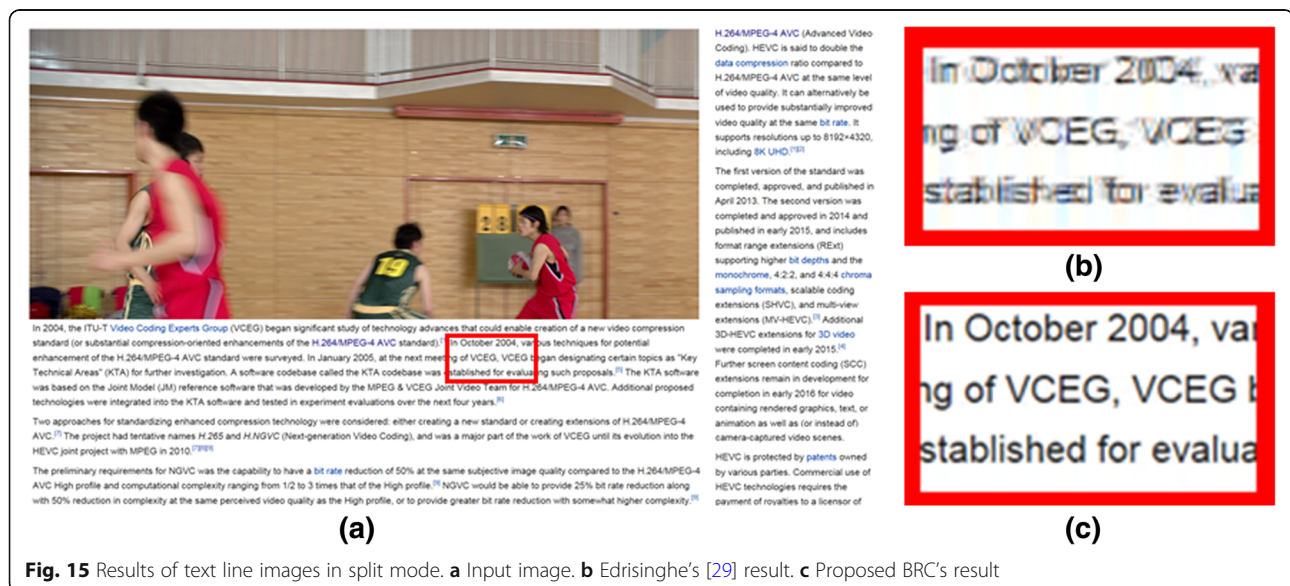 19
28
In 2004, the ITU-T Video Coding Experts Group (VCEG) began significant study of technology advances that could enable creation of a new video compression
standard (or substantial compression-oriented enhancements of the H.264/MPEG-4 AVC standard).[ In October 2004, various techniques for potential
enhancement of the H.264/MPEG-4 AVC standard were surveyed. In January 2005, at the next meeting of VCEG, VCEG began designating certain topics as "Key
Technical Areas" (KTA) for further investigation. A software codebase called the KTA codebase was established for evaluating such proposals.[5] The KTA software
was based on the Joint Model (JM) reference software that was developed by the MPEG & VCEG Joint Video Team for H.264/MPEG-4 AVC. Additional proposed
technologies were integrated into the KTA software and tested in experiment evaluations over the next four years.[6]
Two approaches for standardizing enhanced compression technology were considered: either creating a new standard or creating extensions of H.264/MPEG-4
AVC.[7] The project had tentative names H.265 and H.NGVC (Next-generation Video Coding), and was a major part of the work of VCEG until its evolution into the
HEVC joint project with MPEG in 2010.[7][8][9]
The preliminary requirements for NGVC was the capability to have a bit rate reduction of 50% at the same subjective image quality compared to the H.264/MPEG-4
AVC High profile and computational complexity ranging from 1/2 to 3 times that of the High profile.[9] NGVC would be able to provide 25% bit rate reduction along
with 50% reduction in complexity at the same perceived video quality as the High profile, or to provide greater bit rate reduction with somewhat higher complexity.[9]
H.264/MPEG-4 AVC (Advanced Video
Coding). HEVC is said to double the
data compression ratio compared to
H.264/MPEG-4 AVC at the same level
of video quality. It can alternatively be
used to provide substantially improved
video quality at the same bit rate. It
supports resolutions up to 8192×4320,
including 8K UHD.[1][2]
The first version of the standard was
completed, approved, and published in
April 2013. The second version was
completed and approved in 2014 and
published in early 2015, and includes
format range extensions (RExt)
supporting higher bit depths and the
monochrome, 4:2:2, and 4:4:4 chroma
sampling formats, scalable coding
extensions (SHVC), and multi-view
extensions (MV-HEVC).[3] Additional
3D-HEVC extensions for 3D video
were completed in early 2015.[4]
Further screen content coding (SCC)
extensions remain in development for
completion in early 2016 for video
containing rendered graphics, text, or
animation as well as (or instead of)
camera-captured video scenes.
HEVC is protected by patents owned
by various parties. Commercial use of
HEVC technologies requires the
payment of royalties to a licensor of
(a)
In October 2004, va
ng of VCEG, VCEG
stablished for evalua
(b)
In October 2004, var
ng of VCEG, VCEG b
stablished for evalua
(c)
Fig. 15 Results of text line images in split mode. a Input image. b Edrisinghe's [29] result. c Proposed BRC's result